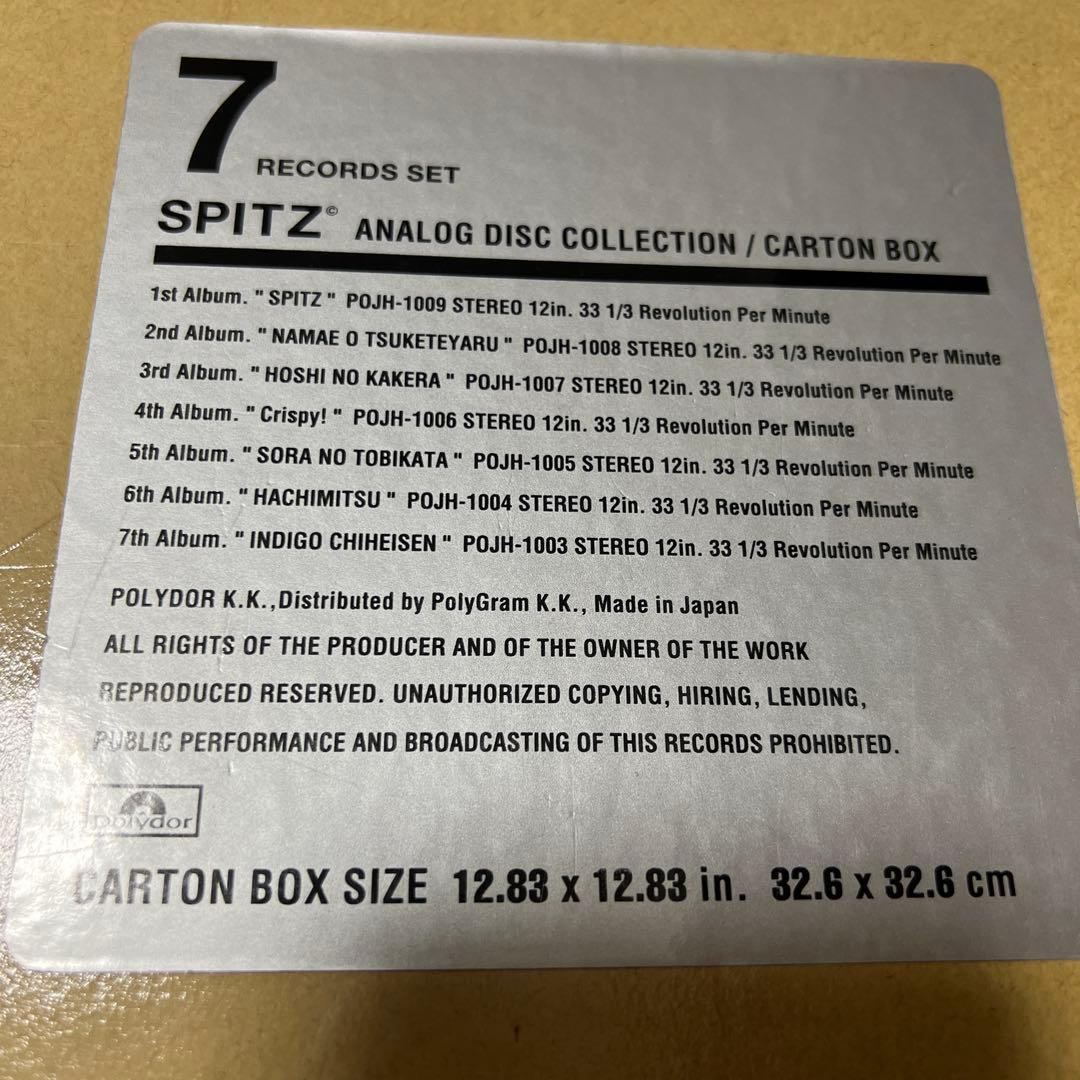 7
RECORDS SET
SPITZ© ANALOG DISC COLLECTION / CARTON BOX
1st Album. " SPITZ " POJH-1009 STEREO 12in. 33 1/3 Revolution Per Minute
2nd Album. " NAMAE O TSUKETEYARU " POJH-1008 STEREO 12in. 33 1/3 Revolution Per Minute
3rd Album. " HOSHI NO KAKERA " POJH-1007 STEREO 12in. 33 1/3 Revolution Per Minute
4th Album. " Crispy! " POJH-1006 STEREO 12in. 33 1/3 Revolution Per Minute
5th Album. " SORA NO TOBIKATA " POJH-1005 STEREO 12in. 33 1/3 Revolution Per Minute
6th Album. " HACHIMITSU " POJH-1004 STEREO 12in. 33 1/3 Revolution Per Minute
7th Album. " INDIGO CHIHEISEN " POJH-1003 STEREO 12in. 33 1/3 Revolution Per Minute
POLYDOR K.K.,Distributed by PolyGram K.K., Made in Japan
ALL RIGHTS OF THE PRODUCER AND OF THE OWNER OF THE WORK
REPRODUCED RESERVED. UNAUTHORIZED COPYING, HIRING, LENDING,
PUBLIC PERFORMANCE AND BROADCASTING OF THIS RECORDS PROHIBITED.
polydor
CARTON BOX SIZE 12.83 x 12.83 in. 32.6 x 32.6 cm